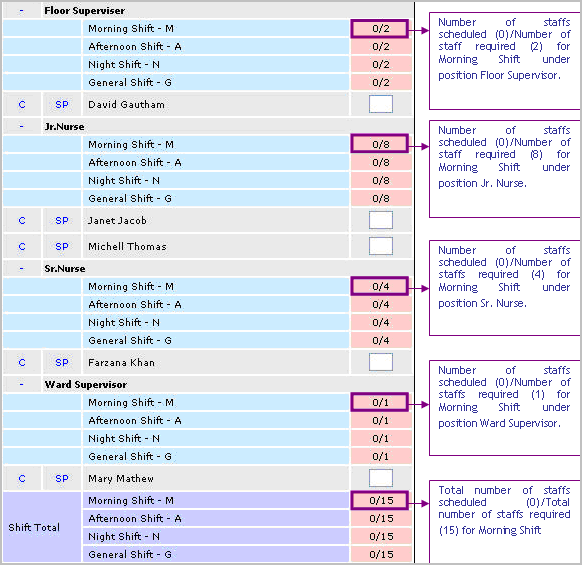 - Floor Superviser
Morning Shift - M 0/2
Afternoon Shift - A 0/2
Night Shift - N 0/2
General Shift - G 0/2
C SP David Gautham
- Jr.Nurse
Morning Shift - M 0/8
Afternoon Shift - A 0/8
Night Shift - N 0/8
General Shift - G 0/8
C SP Janet Jacob
C SP Michell Thomas
- Sr.Nurse
Morning Shift - M 0/4
Afternoon Shift - A 0/4
Night Shift - N 0/4
General Shift - G 0/4
C SP Farzana Khan
- Ward Supervisor
Morning Shift - M 0/1
Afternoon Shift - A 0/1
Night Shift - N 0/1
General Shift - G 0/1
C SP Mary Mathew
Shift Total
Morning Shift - M 0/15
Afternoon Shift - A 0/15
Night Shift - N 0/15
General Shift - G 0/15
Number of staffs
scheduled (0)/Number of
staff required (2) for
Morning Shift under
position Floor Supervisor.
Number of staffs
scheduled (0)/Number of
staff required (8) for
Morning Shift under
position Jr. Nurse.
Number of staffs
scheduled (0)/Number of
staffs required (4) for
Morning Shift under
position Sr. Nurse.
Number of staffs
scheduled (0)/Number of
staffs required (1) for
Morning Shift under
position Ward Supervisor.
Total number of staffs
scheduled (0)/Total
number of staffs required
(15) for Morning Shift